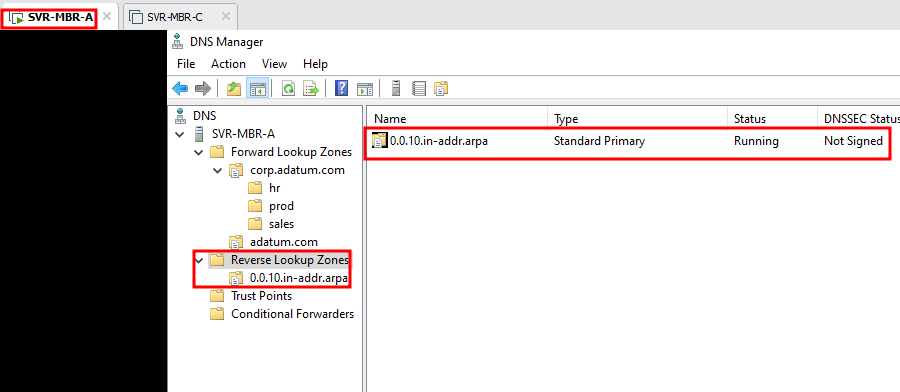 SVR-MBR-A SVR-MBR-C
DNS Manager
File Action View Help
DNS
SVR-MBR-A
Forward Lookup Zones
corp.adatum.com
hr
prod
sales
adatum.com
Reverse Lookup Zones
0.0.10.in-addr.arpa
Trust Points
Conditional Forwarders
Name Type Status DNSSEC Status
0.0.10.in-addr.arpa Standard Primary Running Not Signed